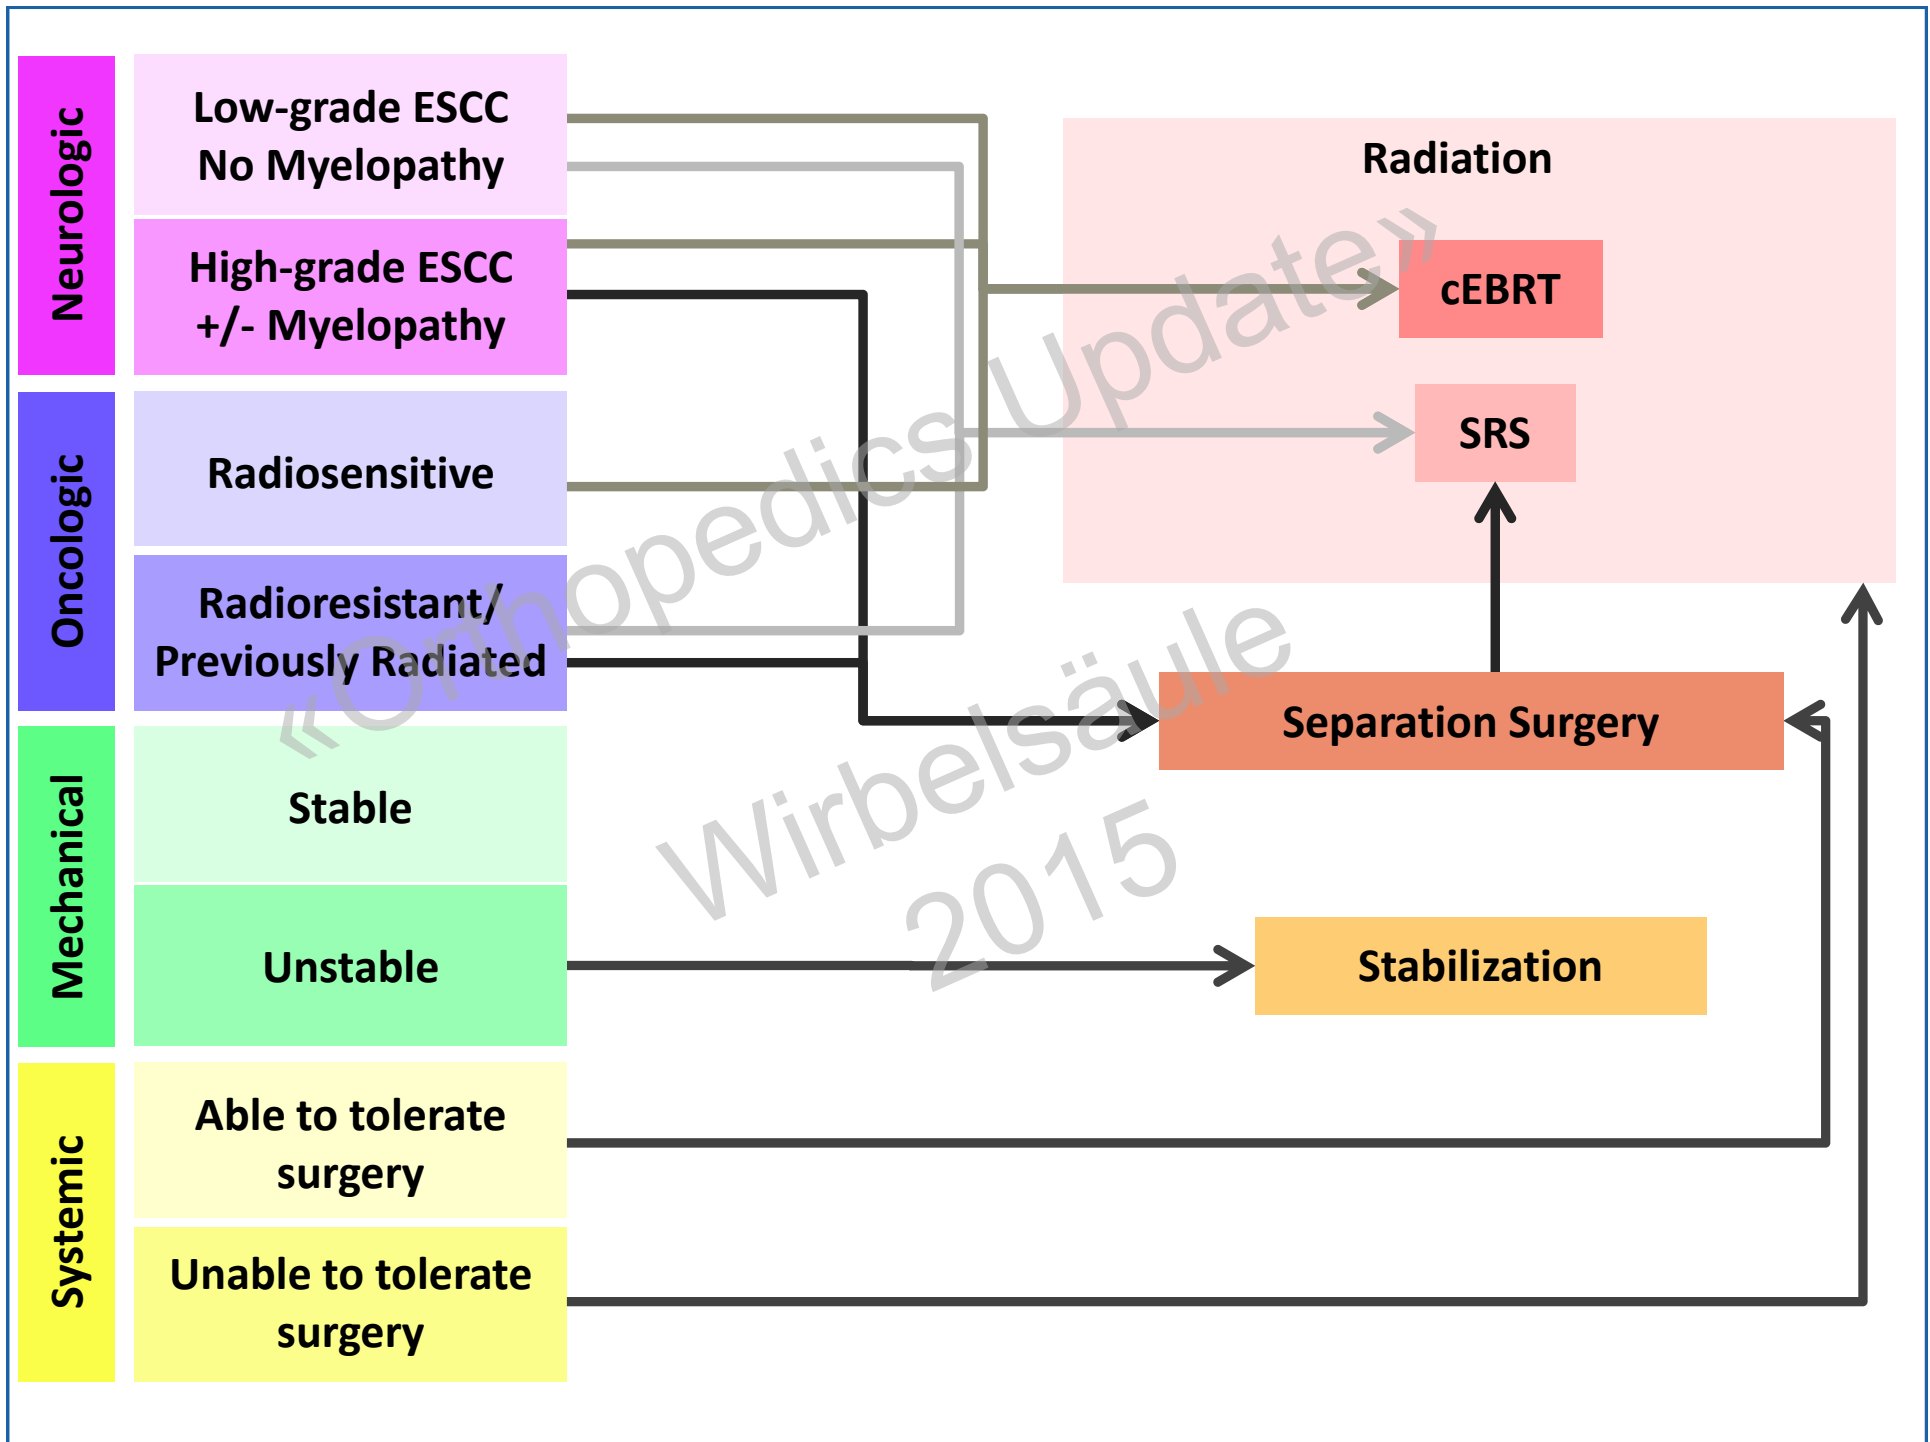 Neurologic
Low-grade ESCC
No Myelopathy
High-grade ESCC
+/- Myelopathy
Oncologic
Radiosensitive
Radioresistant/
Previously Radiated
Mechanical
Stable
Unstable
Systemic
Able to tolerate
surgery
Unable to tolerate
surgery
Radiation
cEBRT
SRS
Separation Surgery
Stabilization
«Orthopedics Update»
Wirbelsäule
2015